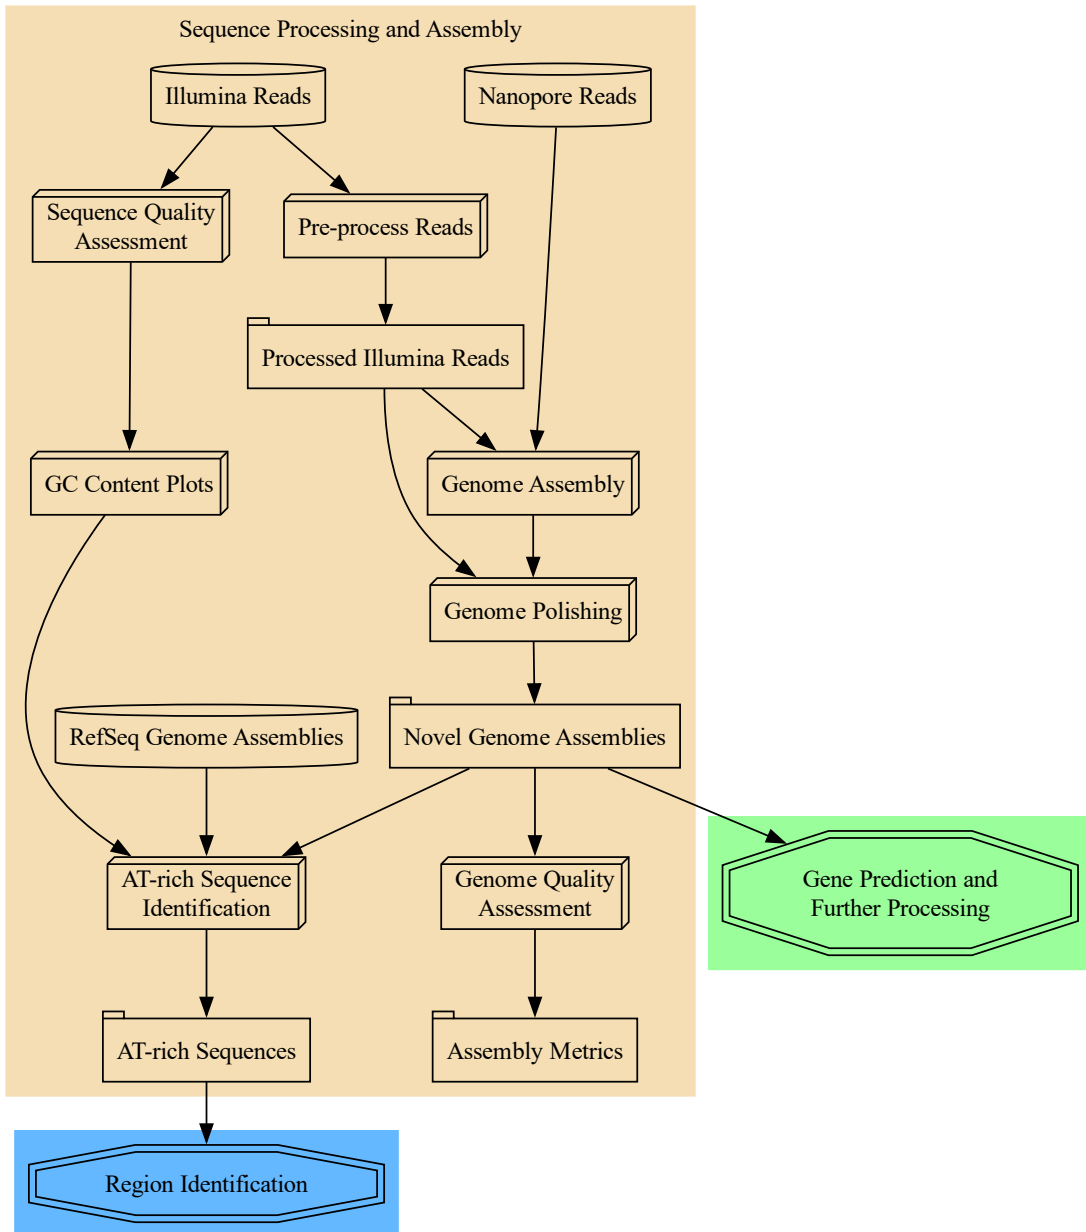 Sequence Processing and Assembly
Illumina Reads
Nanopore Reads
Sequence Quality
Assessment
Pre-process Reads
Processed Illumina Reads
GC Content Plots
Genome Assembly
Genome Polishing
RefSeq Genome Assemblies
Novel Genome Assemblies
AT-rich Sequence
Identification
Genome Quality
Assessment
Gene Prediction and
Further Processing
AT-rich Sequences
Assembly Metrics
Region Identification